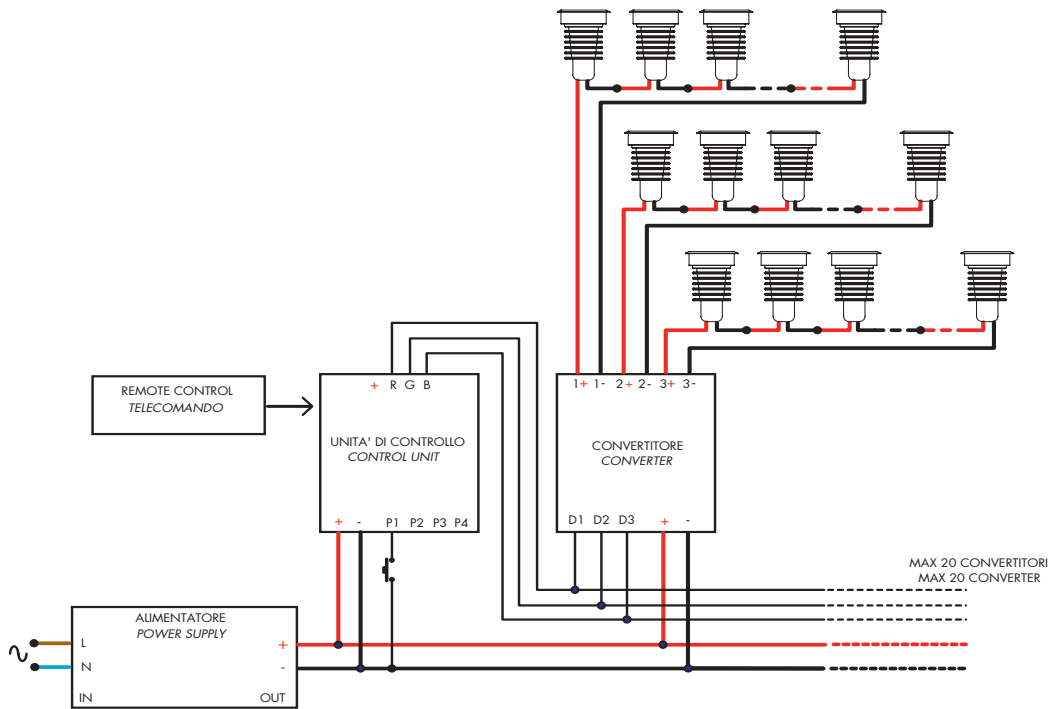 + R G B
1+ 1- 2+ 2- 3+ 3-
REMOTE CONTROL
TELECOMANDO
UNITA' DI CONTROLLO
CONTROL UNIT
CONVERTITORE
CONVERTER
+ - P1 P2 P3 P4
D1 D2 D3 + -
MAX 20 CONVERTITORI
MAX 20 CONVERTER
ALIMENTATORE
POWER SUPPLY
L +
N -
IN OUT